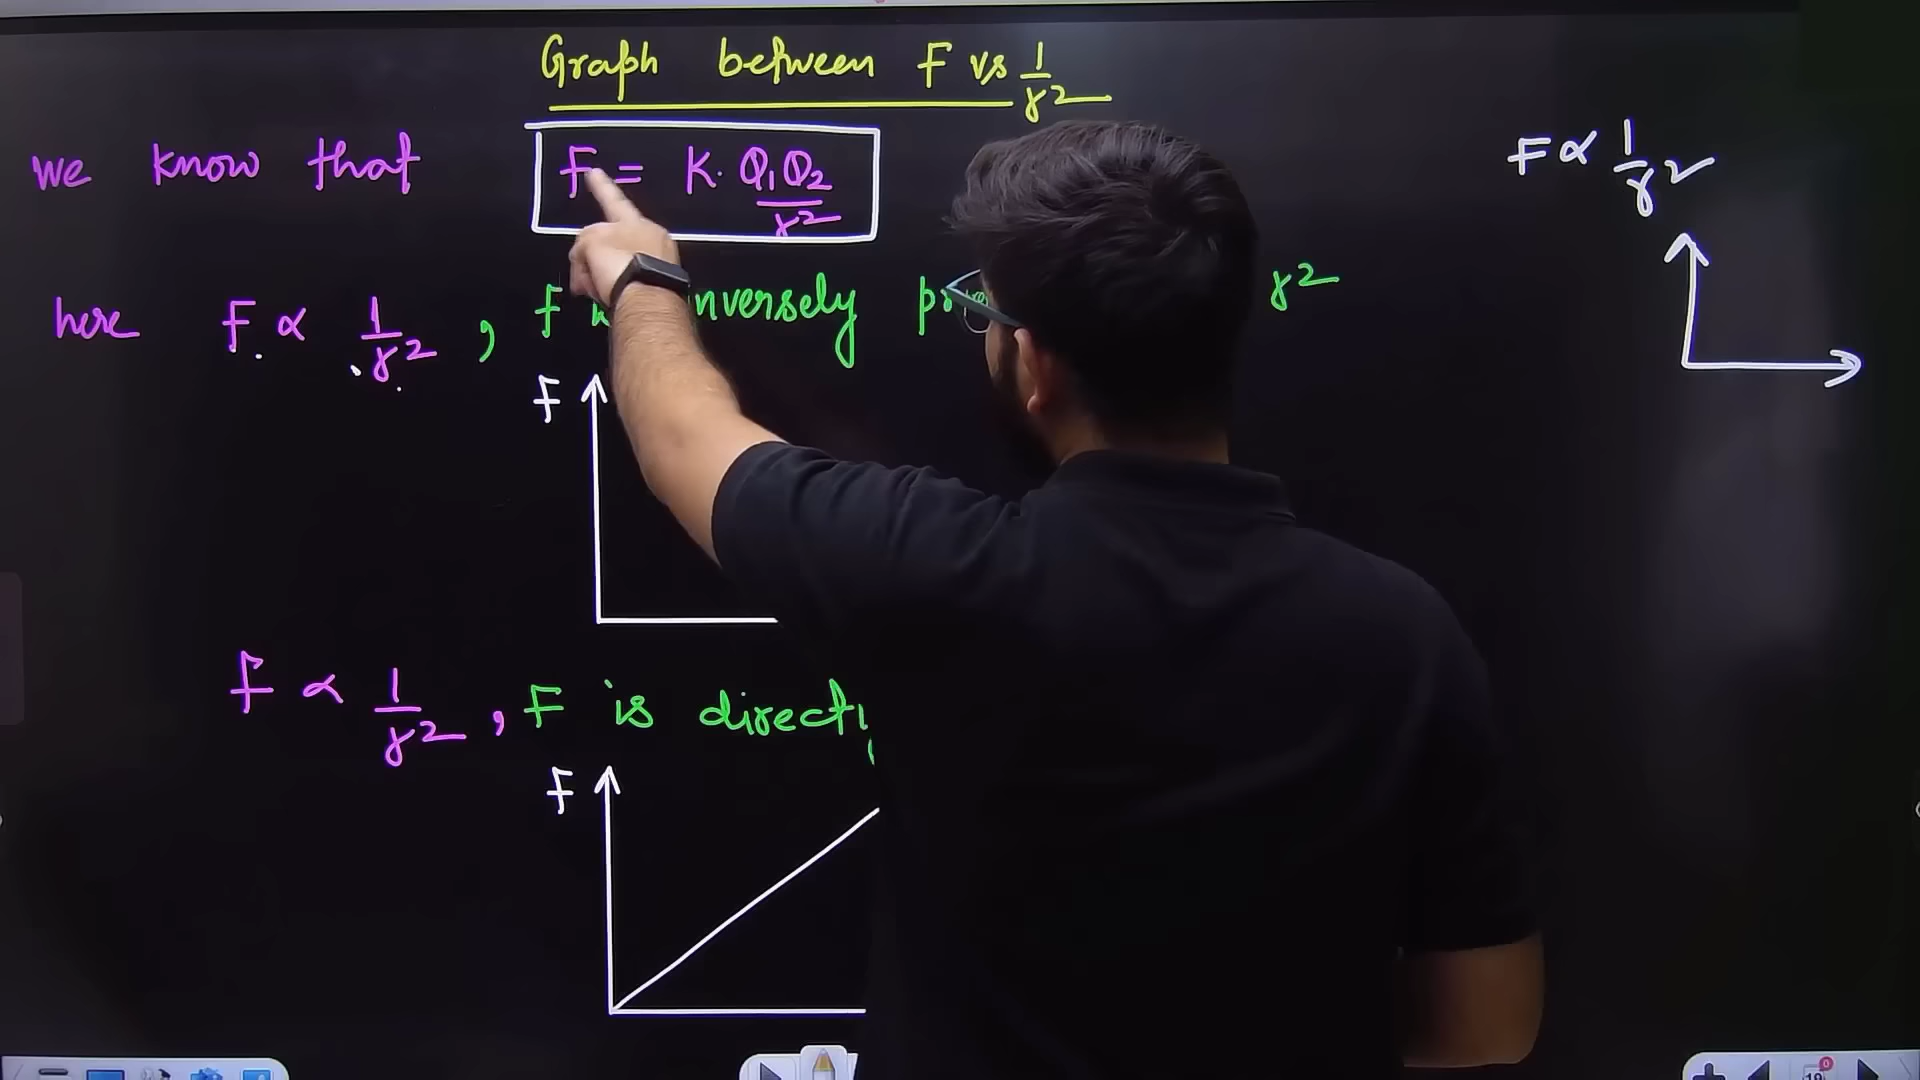 Graph between F vs 1/r²
we know that F = K. Q₁Q₂/r²
F ∝ 1/r²
here F ∝ 1/r² , F inversely r²
F
F ∝ 1/r² , F is directl
F